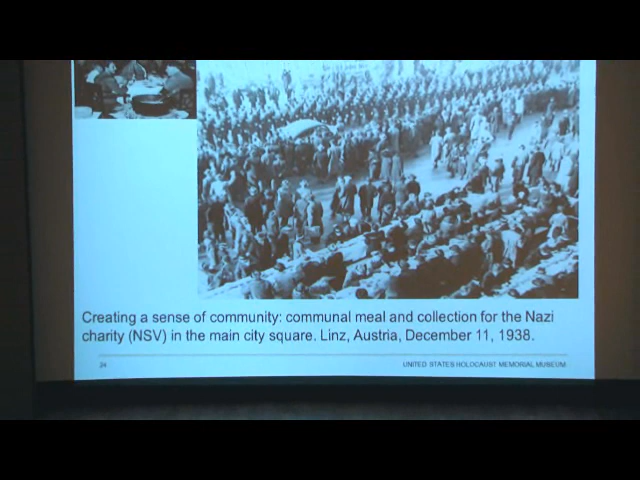 Creating a sense of community: communal meal and collection for the Nazi
charity (NSV) in the main city square. Linz, Austria, December 11, 1938.
24 UNITED STATES HOLOCAUST MEMORIAL MUSEUM